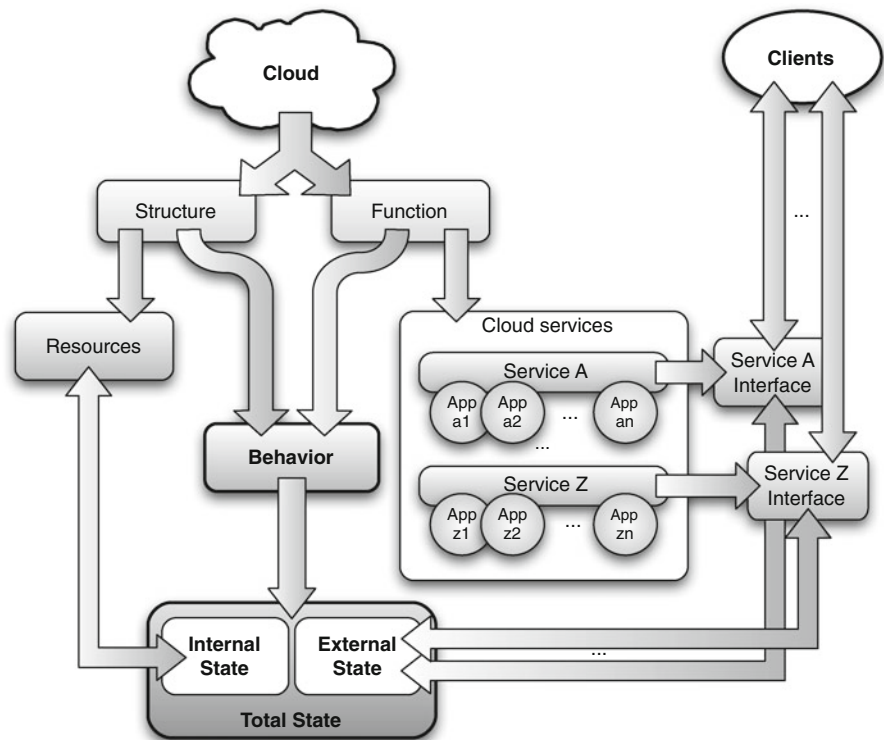 Cloud
Clients
Structure
Function
...
Resources
Cloud services
Service A
App
a1
App
a2
...
App
an
...
Service A
Interface
Behavior
Service Z
App
z1
App
z2
...
App
zn
Service Z
Interface
Internal
State
External
State
...
Total State